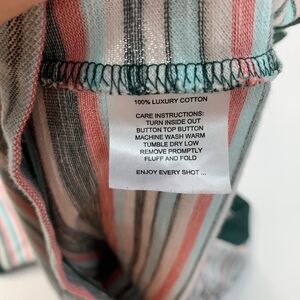 100% LUXURY COTTON
CARE INSTRUCTIONS:
TURN INSIDE OUT
BUTTON TOP BUTTON
MACHINE WASH WARM
TUMBLE DRY LOW
REMOVE PROMPTLY
FLUFF AND FOLD
ENJOY EVERY SHOT ...